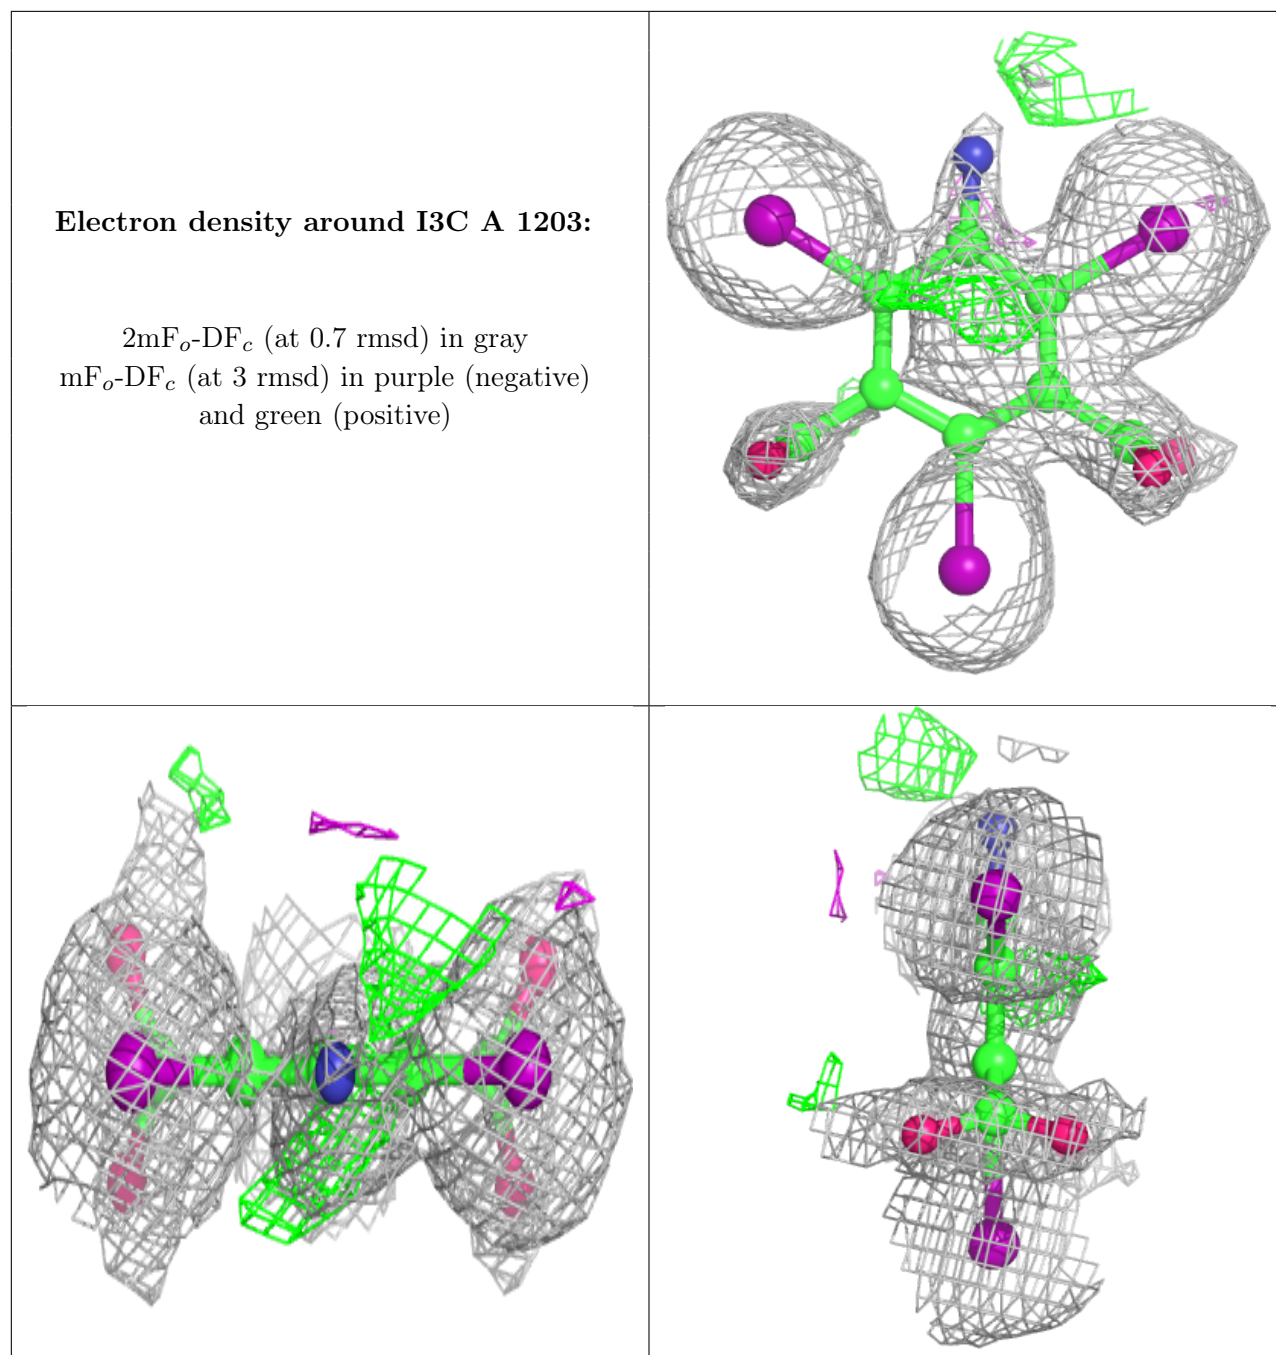 Electron density around I3C A 1203:
2mFo-DFc (at 0.7 rmsd) in gray
mFo-DFc (at 3 rmsd) in purple (negative)
and green (positive)